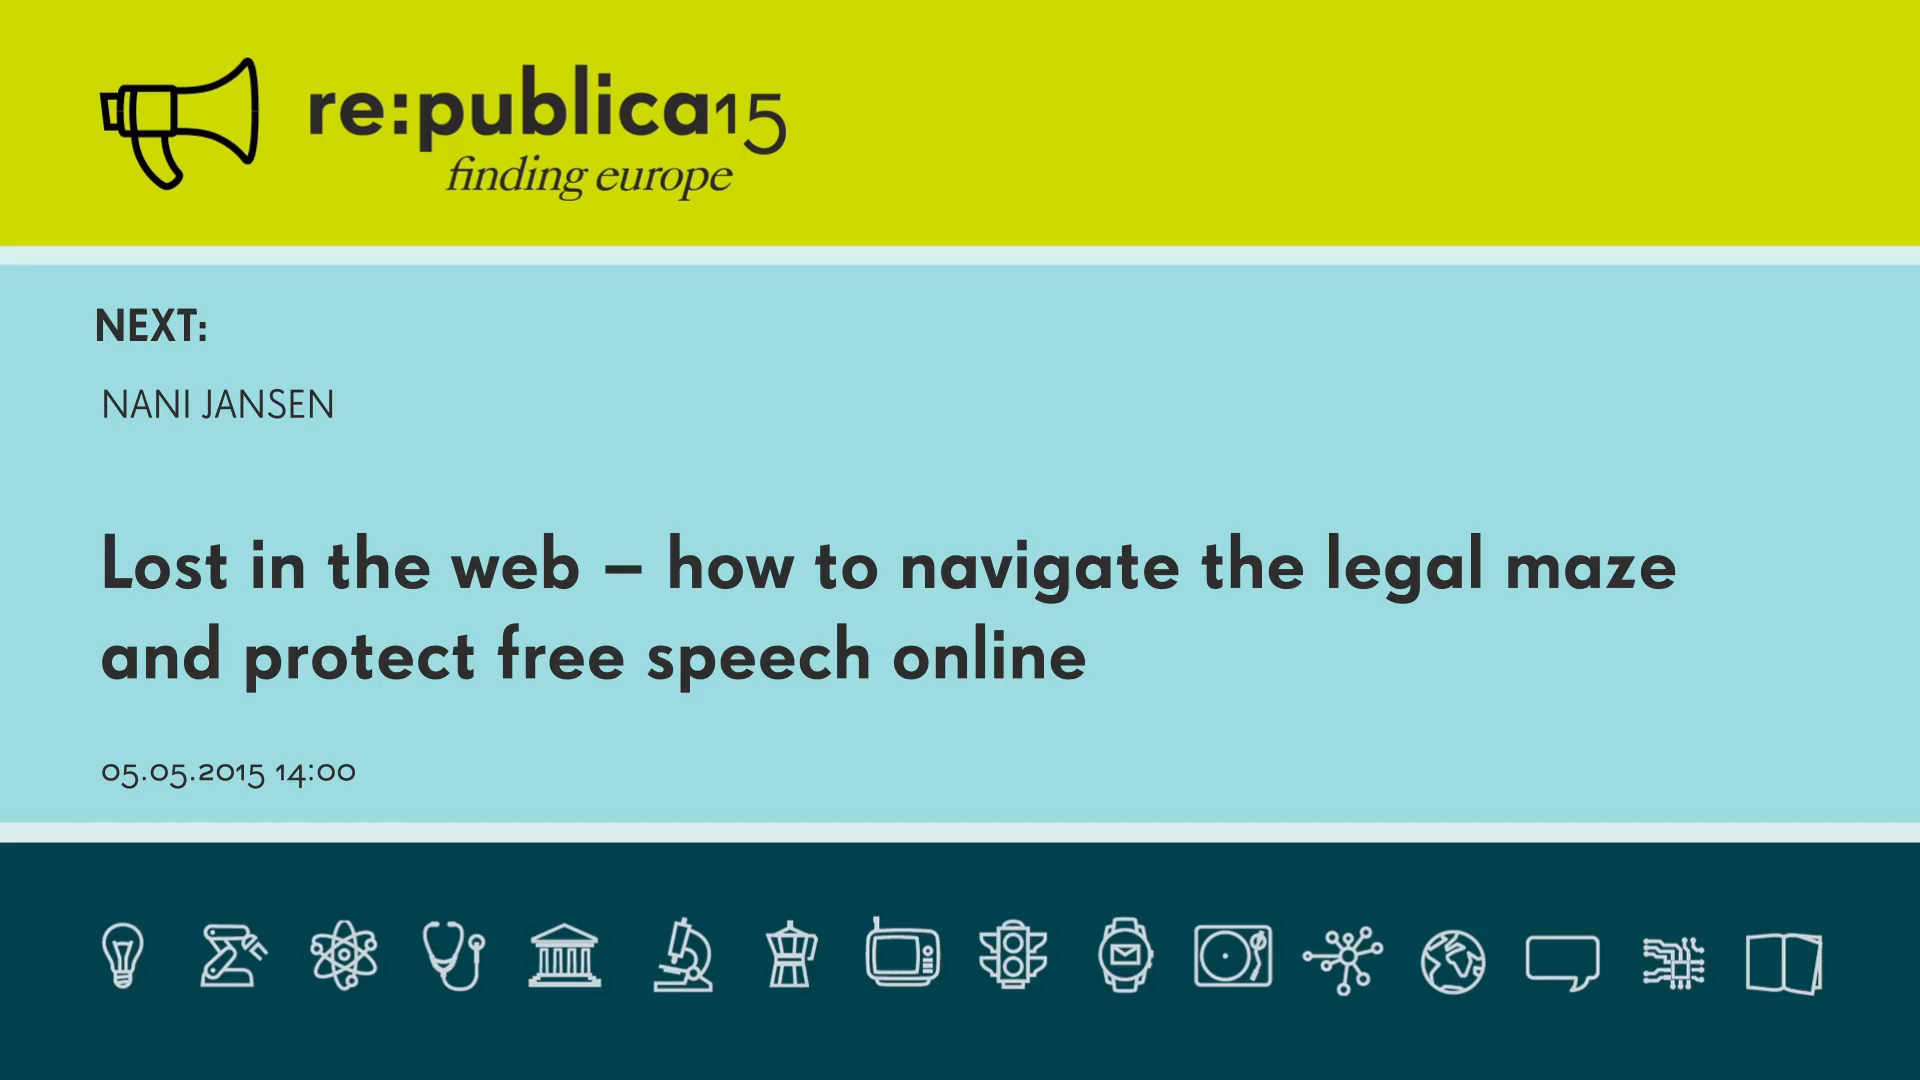 re:publica15
finding europe
NEXT:
NANI JANSEN
Lost in the web – how to navigate the legal maze
and protect free speech online
05.05.2015 14:00